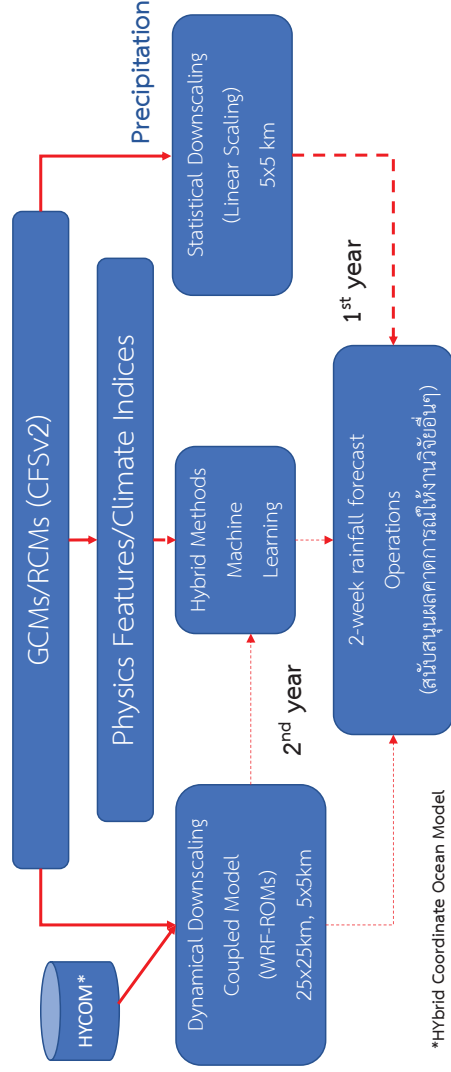 GCMs/RCMs (CFSv2)
HYCOM*
Physics Features/Climate Indices
Precipitation
Dynamical Downscaling
Coupled Model
(WRF-ROMs)
25x25km, 5x5km
Hybrid Methods
Machine
Learning
Statistical Downscaling
(Linear Scaling)
5x5 km
2nd year
1st year
2-week rainfall forecast
Operations
(สนับสนุนผลคาดการณ์ให้งานวิจัยอื่นๆ)
*HYbrid Coordinate Ocean Model